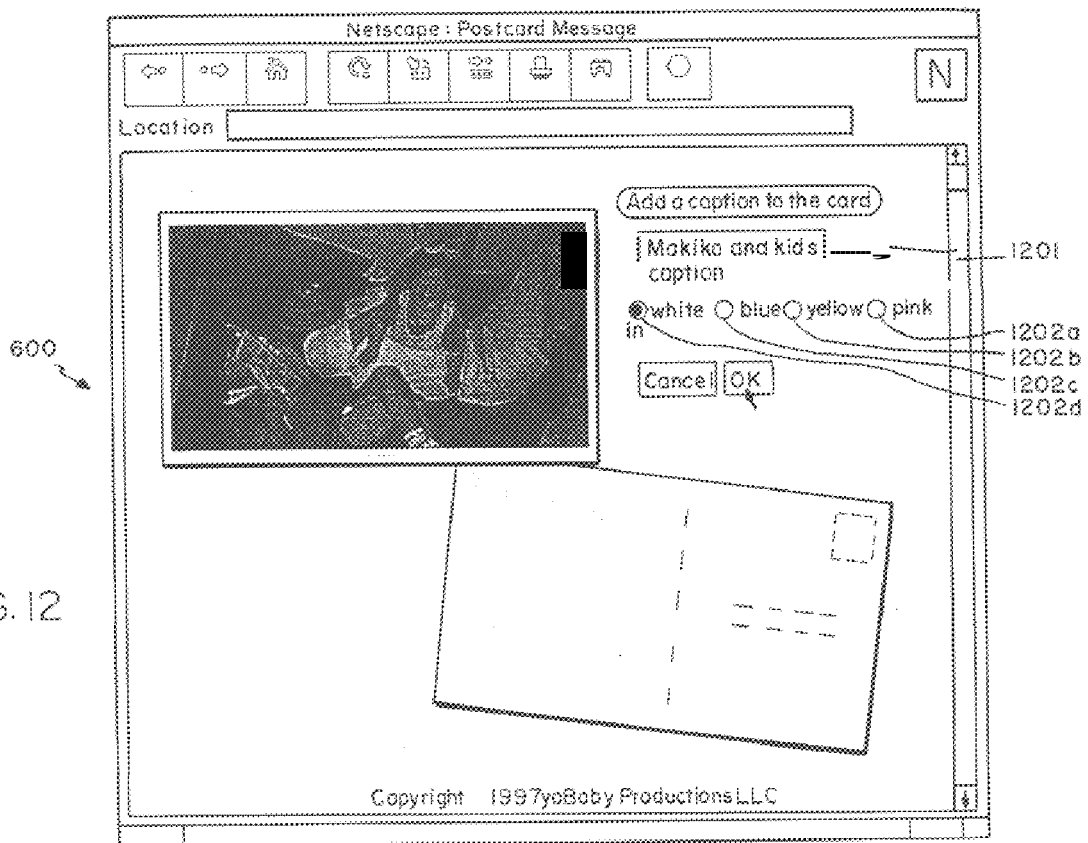 Netscape : Postcard Message
N
Location
Add a caption to the card
Makiko and kids
caption
white blue yellow pink
in
Cancel OK
1201
1202a
1202b
1202c
1202d
600
G. 12
Copyright 1997yoBaby Productions LLC